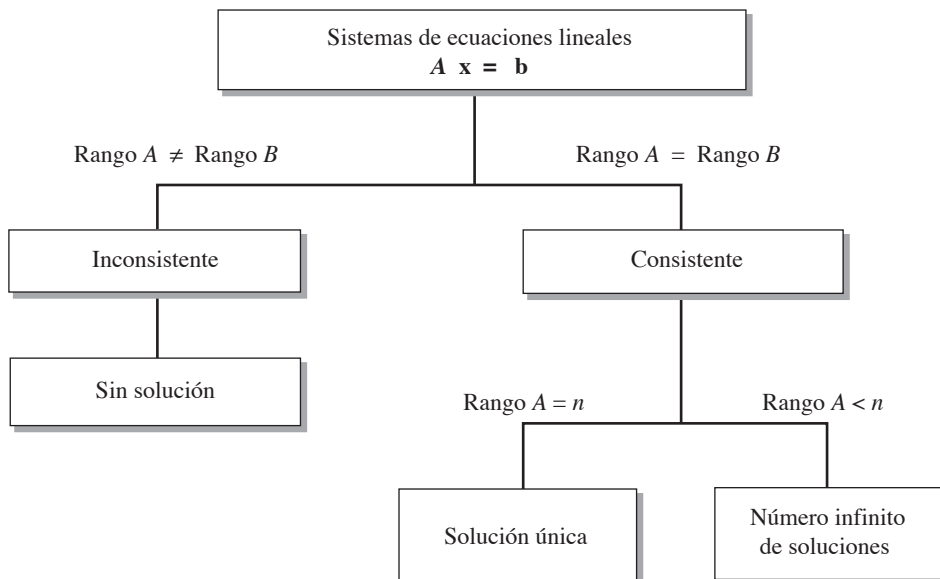 Sistemas de ecuaciones lineales
A x = b
Rango A ≠ Rango B
Rango A = Rango B
Inconsistente
Consistente
Sin solución
Rango A = n
Rango A < n
Solución única
Número infinito
de soluciones